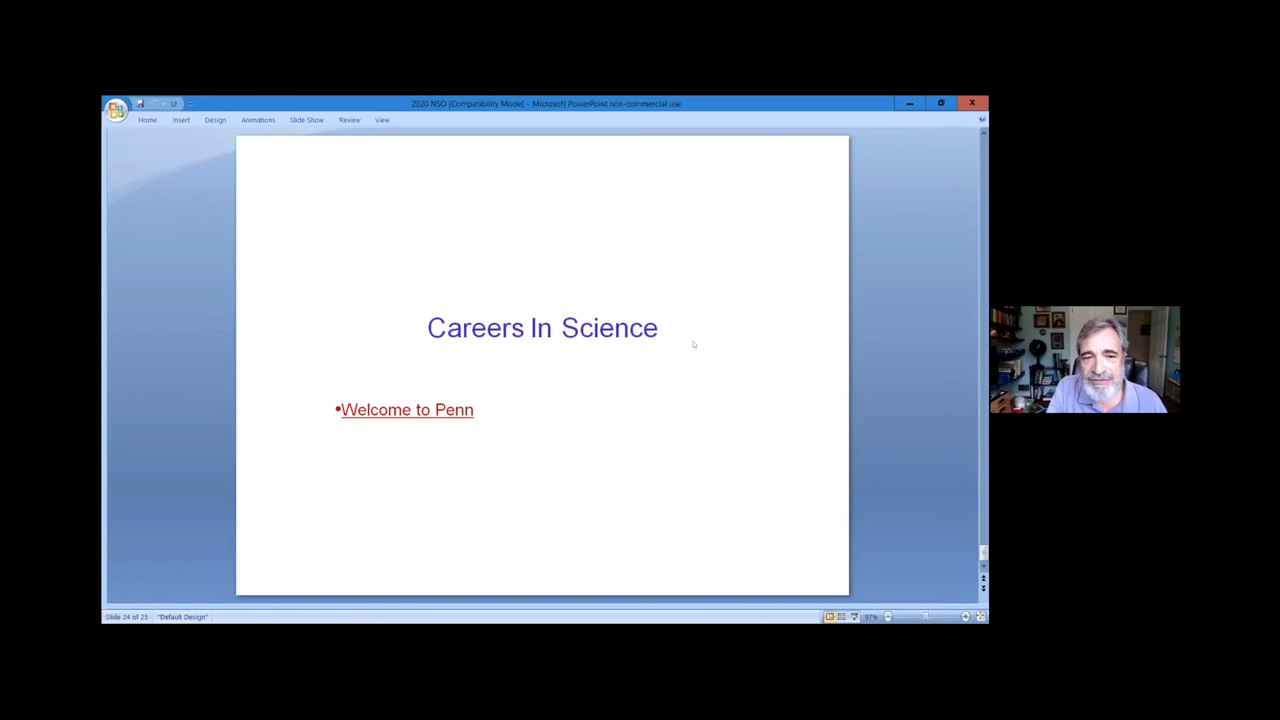 2020 NSO [Compatibility Mode] - Microsoft PowerPoint non-commercial use
Home Insert Design Animations Slide Show Review View
Careers In Science
•Welcome to Penn
Slide 24 of 25 "Default Design" 97%